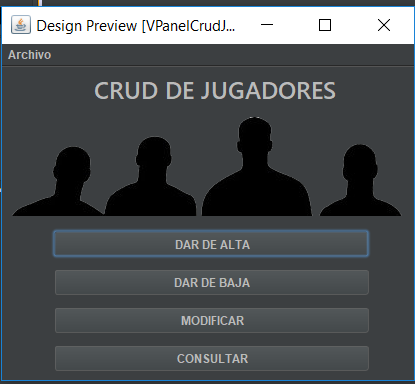 Design Preview [VPanelCrudJ...
Archivo
CRUD DE JUGADORES
DAR DE ALTA
DAR DE BAJA
MODIFICAR
CONSULTAR